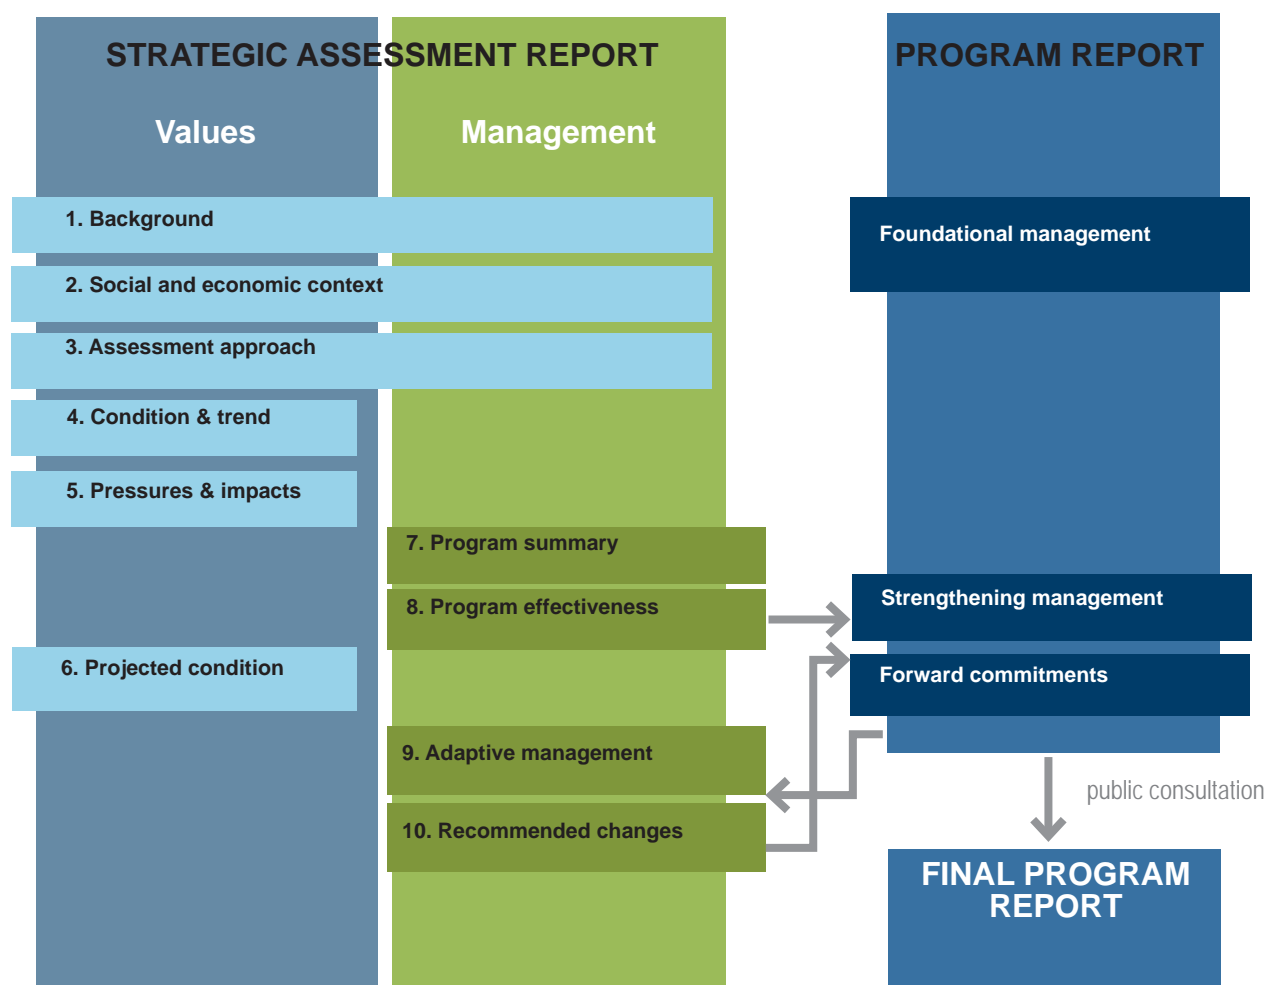 STRATEGIC ASSESSMENT REPORT
Values
Management
1. Background
2. Social and economic context
3. Assessment approach
4. Condition & trend
5. Pressures & impacts
7. Program summary
8. Program effectiveness
6. Projected condition
9. Adaptive management
10. Recommended changes
PROGRAM REPORT
Foundational management
Strengthening management
Forward commitments
public consultation
FINAL PROGRAM
REPORT